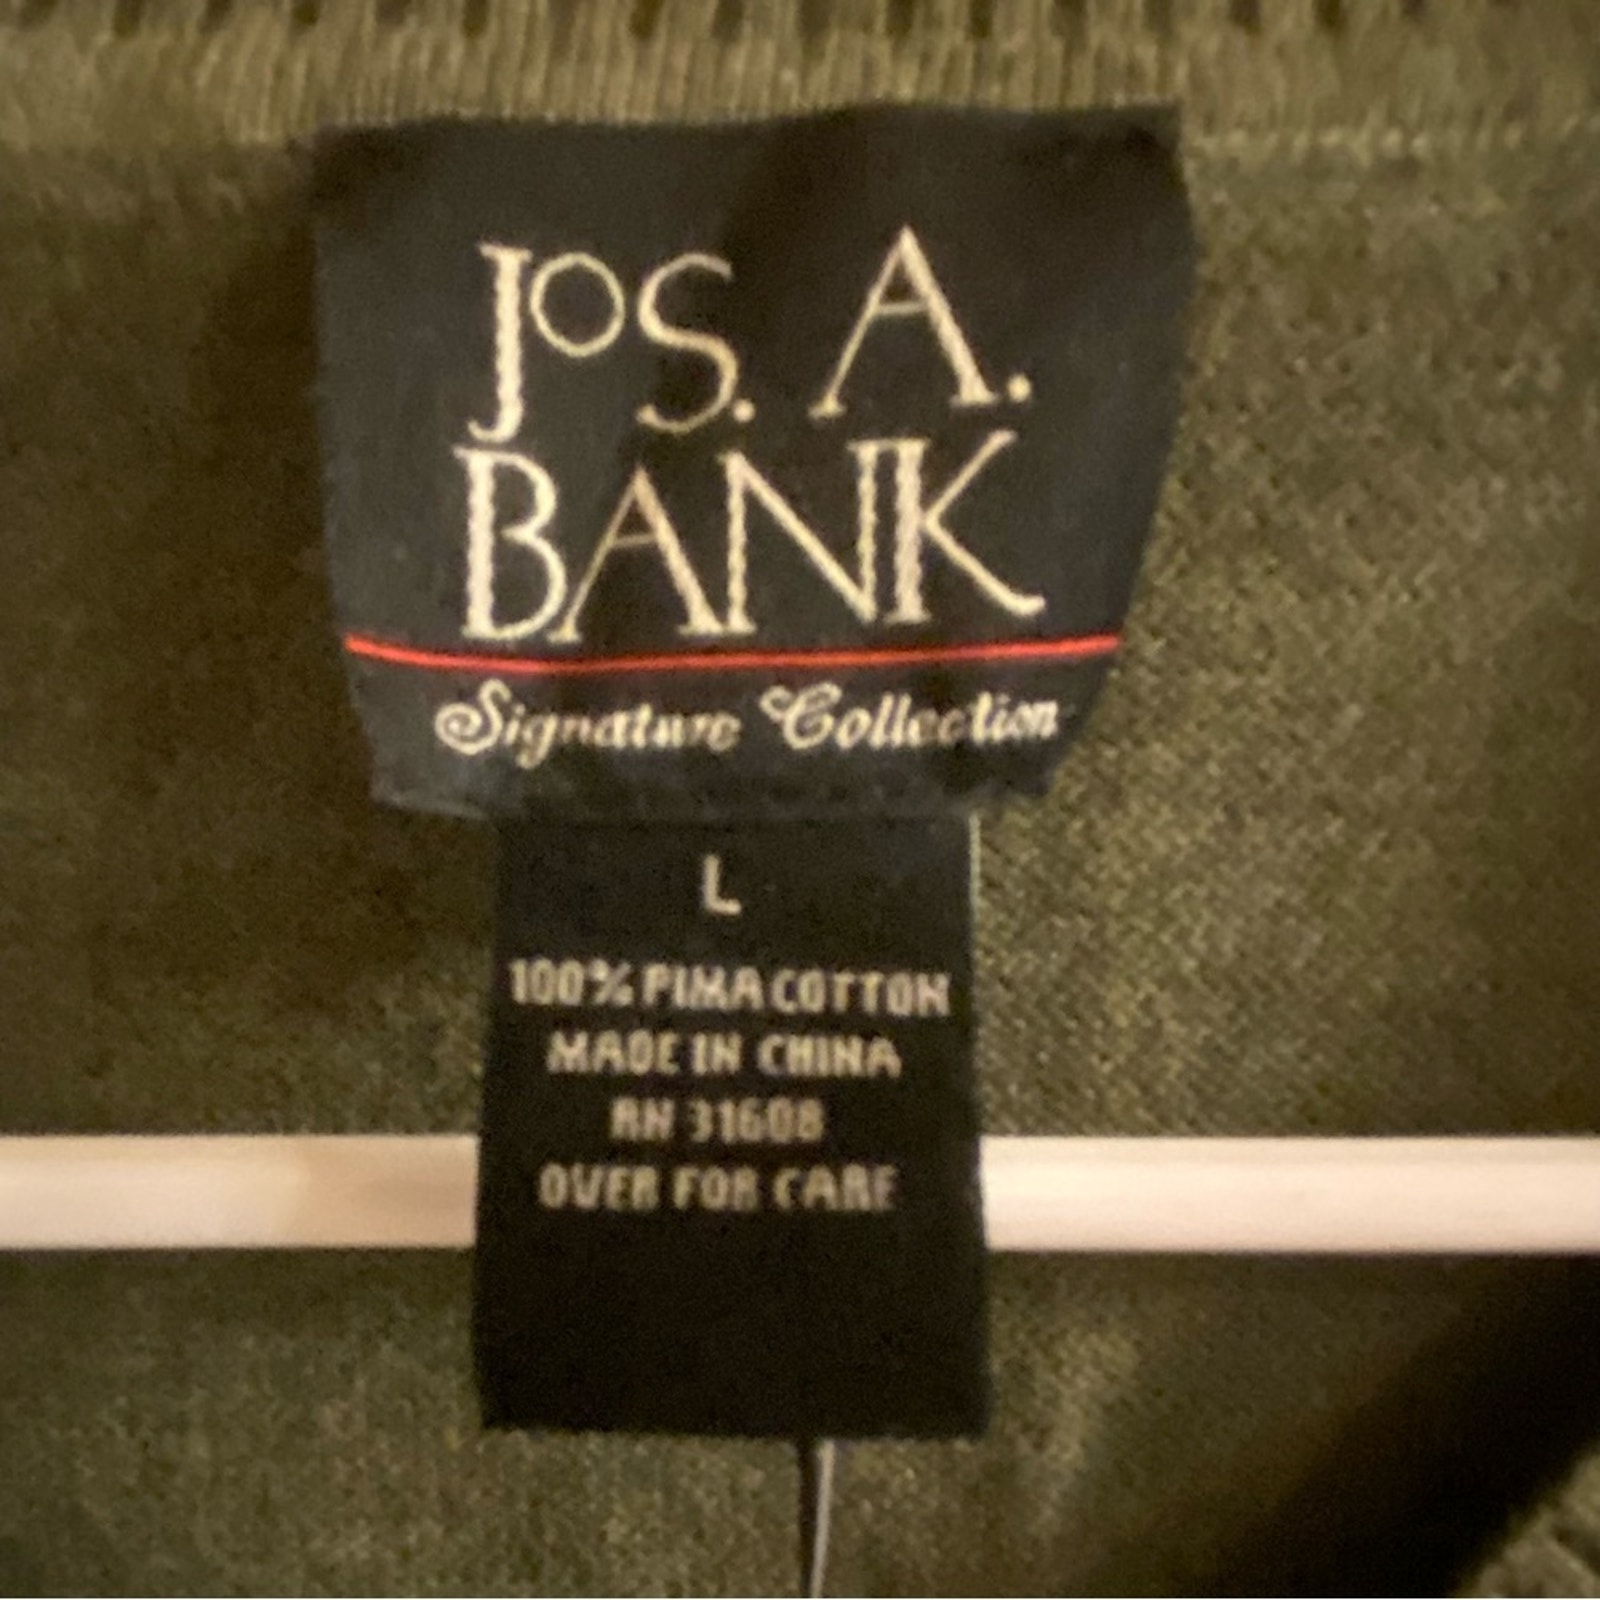 JOS. A.
BANK
Signature Collection
L
100% PIMA COTTON
MADE IN CHINA
RN 31608
OVER FOR CARE